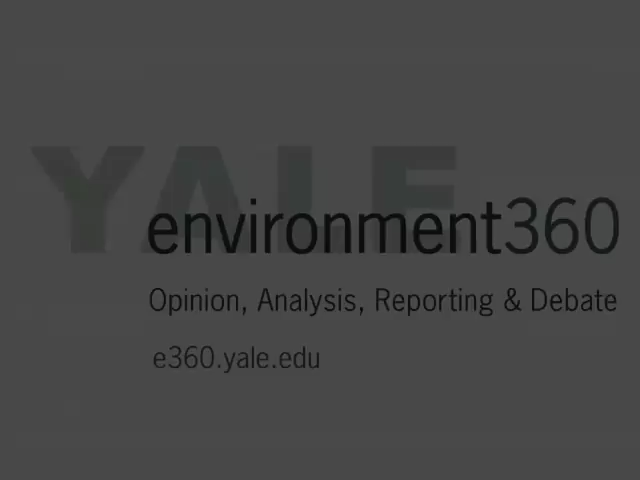 YALE
environment360
Opinion, Analysis, Reporting & Debate
e360.yale.edu